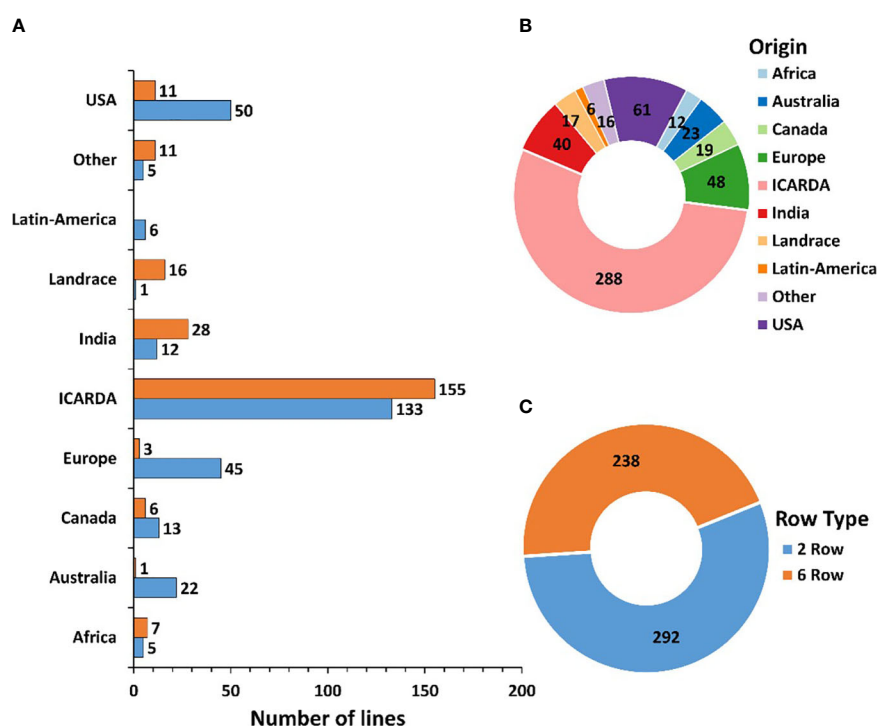 A
USA
11
50
Other
11
5
Latin-America
6
Landrace
16
1
India
28
12
ICARDA
155
133
Europe
3
45
Canada
6
13
Australia
1
22
Africa
7
5
0
50
100
150
200
Number of lines
B
61
12
23
19
48
288
40
17
6
16
Origin
Africa
Australia
Canada
Europe
ICARDA
India
Landrace
Latin-America
Other
USA
C
238
292
Row Type
2 Row
6 Row